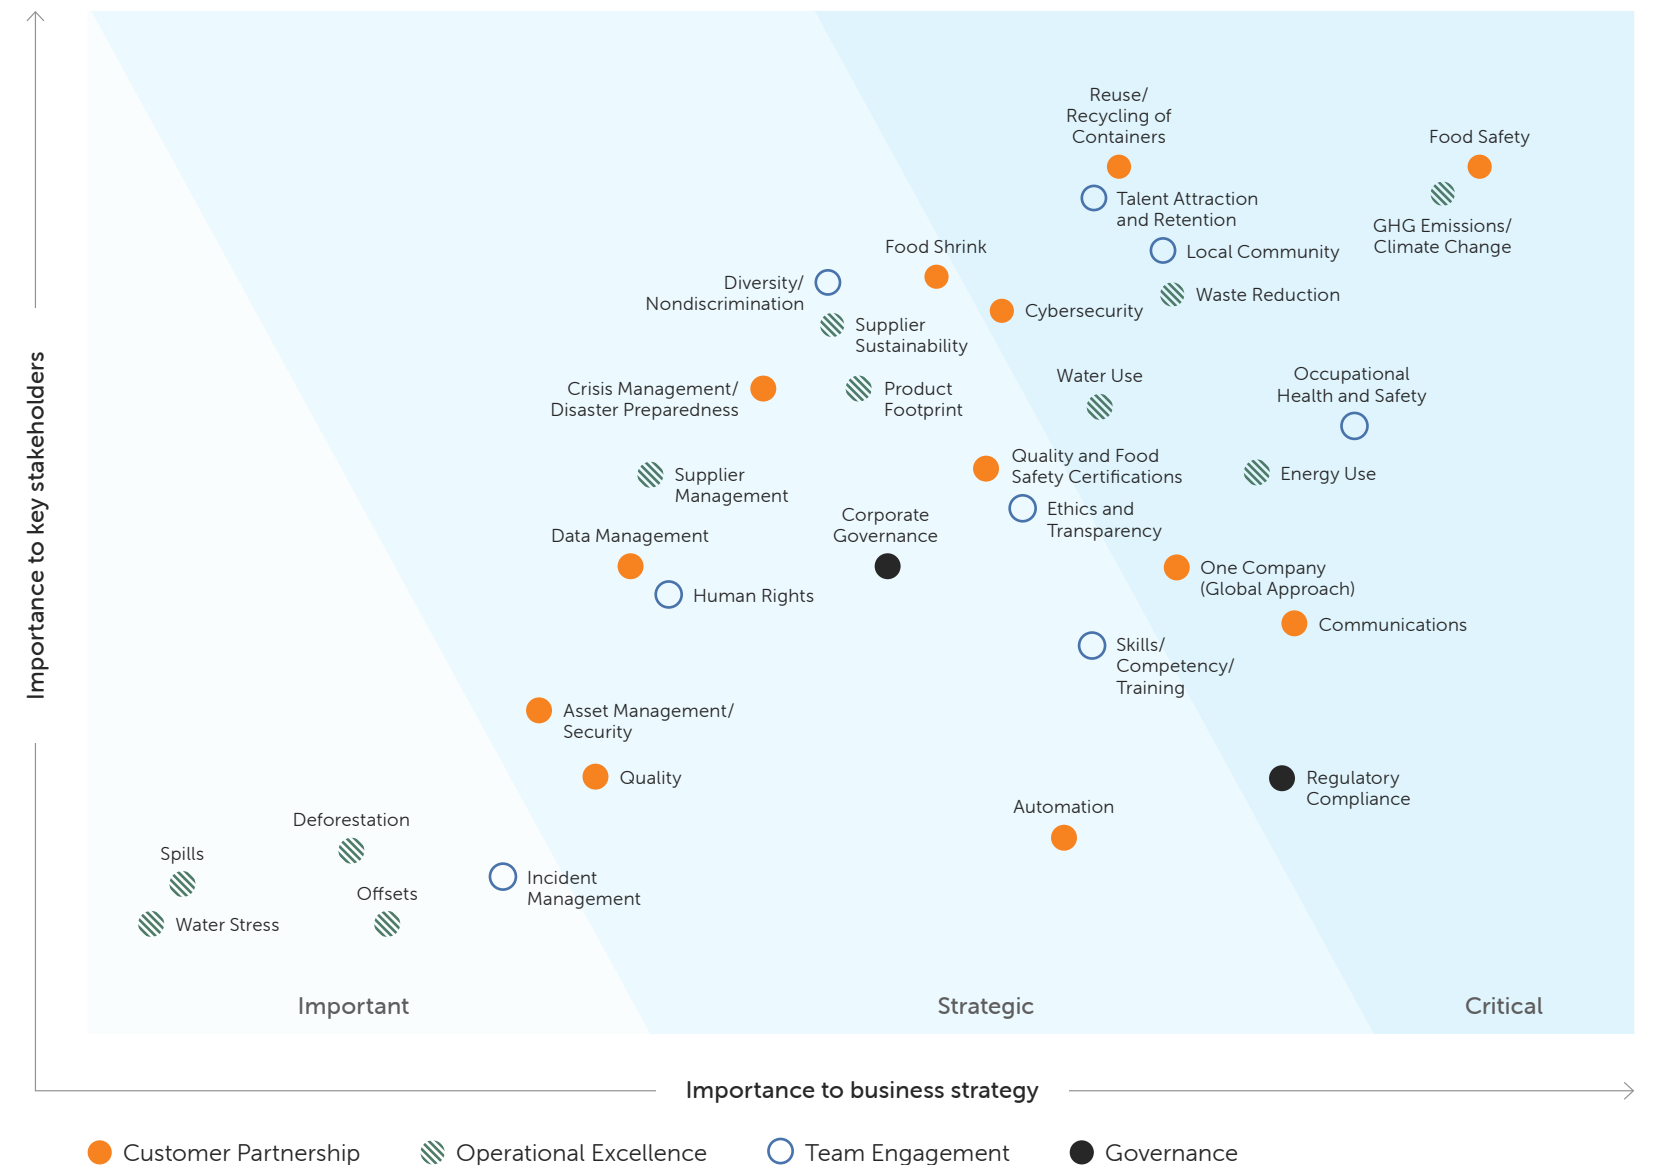 Reuse/
Recycling of
Containers
Food Safety
Talent Attraction
and Retention
GHG Emissions/
Climate Change
Local Community
Food Shrink
Diversity/
Nondiscrimination
Waste Reduction
Cybersecurity
Supplier
Sustainability
Water Use
Occupational
Health and Safety
Crisis Management/
Disaster Preparedness
Product
Footprint
Quality and Food
Safety Certifications
Energy Use
Supplier
Management
Ethics and
Transparency
Corporate
Governance
Data Management
One Company
(Global Approach)
Human Rights
Communications
Skills/
Competency/
Training
Asset Management/
Security
Quality
Regulatory
Compliance
Automation
Deforestation
Spills
Incident
Management
Offsets
Water Stress
Important
Strategic
Critical
Importance to key stakeholders
Importance to business strategy
Customer Partnership
Operational Excellence
Team Engagement
Governance